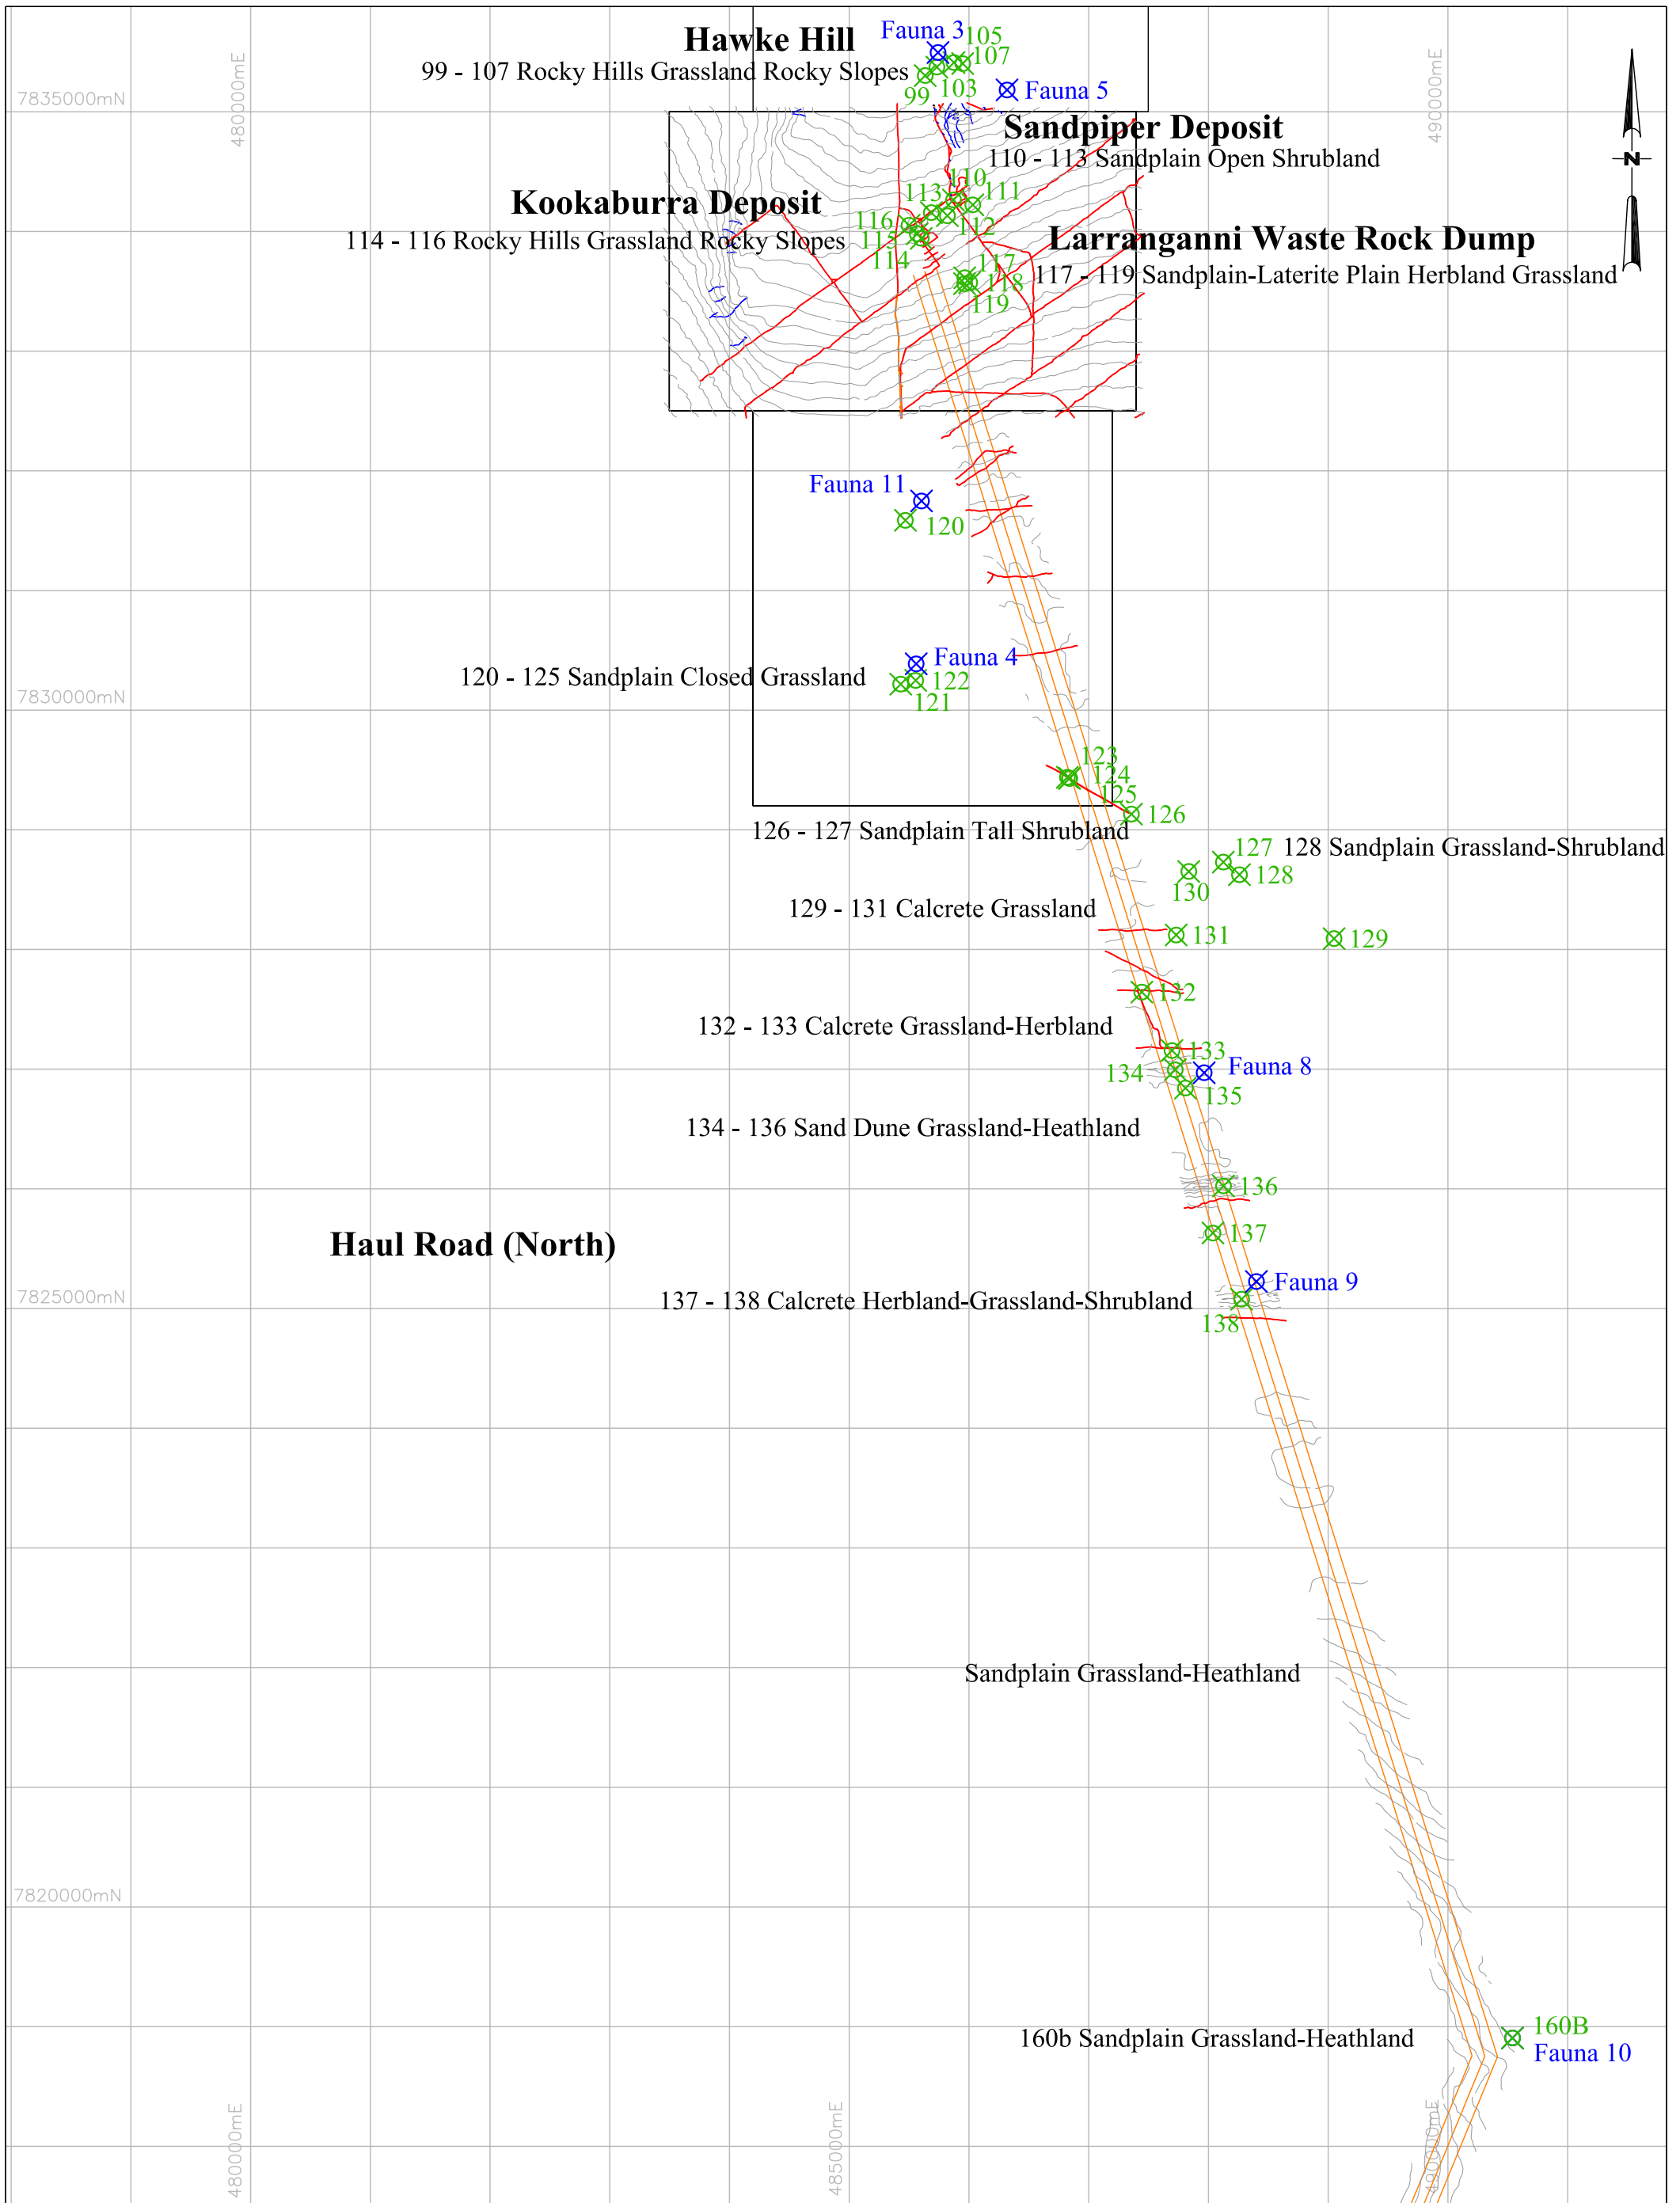 Hawke Hill
Fauna 3
105
107
99 - 107 Rocky Hills Grassland Rocky Slopes
99
103
Fauna 5
480000mE
490000mE
7835000mN
Sandpiper Deposit
110 - 113 Sandplain Open Shrubland
N
110
113
111
Kookaburra Deposit
116
112
114 - 116 Rocky Hills Grassland Rocky Slopes
115
114
Larranganni Waste Rock Dump
117
117 - 119 Sandplain-Laterite Plain Herbland Grassland
118
119
Fauna 11
120
Fauna 4
120 - 125 Sandplain Closed Grassland
122
121
7830000mN
123
124
125
126
126 - 127 Sandplain Tall Shrubland
127
128 Sandplain Grassland-Shrubland
128
130
129 - 131 Calcrete Grassland
131
129
132
132 - 133 Calcrete Grassland-Herbland
133
134
Fauna 8
135
134 - 136 Sand Dune Grassland-Heathland
136
137
Haul Road (North)
Fauna 9
7825000mN
137 - 138 Calcrete Herbland-Grassland-Shrubland
138
Sandplain Grassland-Heathland
7820000mN
160B
160b Sandplain Grassland-Heathland
Fauna 10
480000mE
485000mE
490000mE